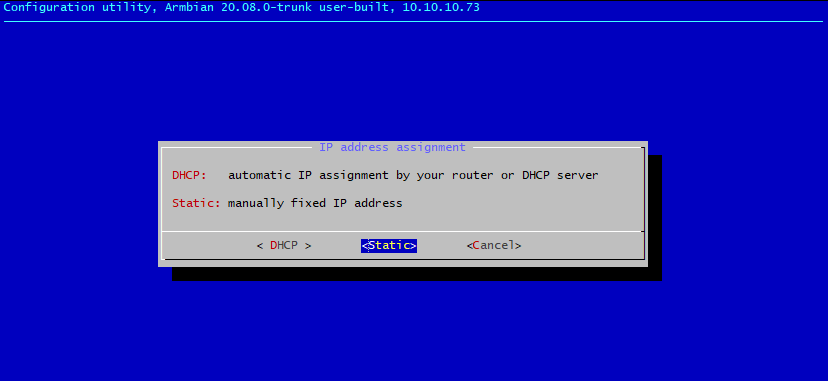 Configuration utility, Armbian 20.08.0-trunk user-built, 10.10.10.73
IP address assignment
DHCP: automatic IP assignment by your router or DHCP server
Static: manually fixed IP address
< DHCP > <Static> <Cancel>